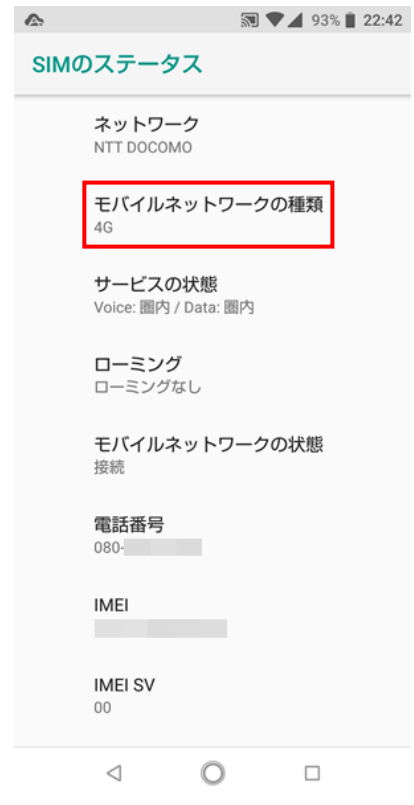 93% 22:42
SIMのステータス
ネットワーク
NTT DOCOMO
モバイルネットワークの種類
4G
サービスの状態
Voice: 圏内 / Data: 圏内
ローミング
ローミングなし
モバイルネットワークの状態
接続
電話番号
080-
IMEI
IMEI SV
00